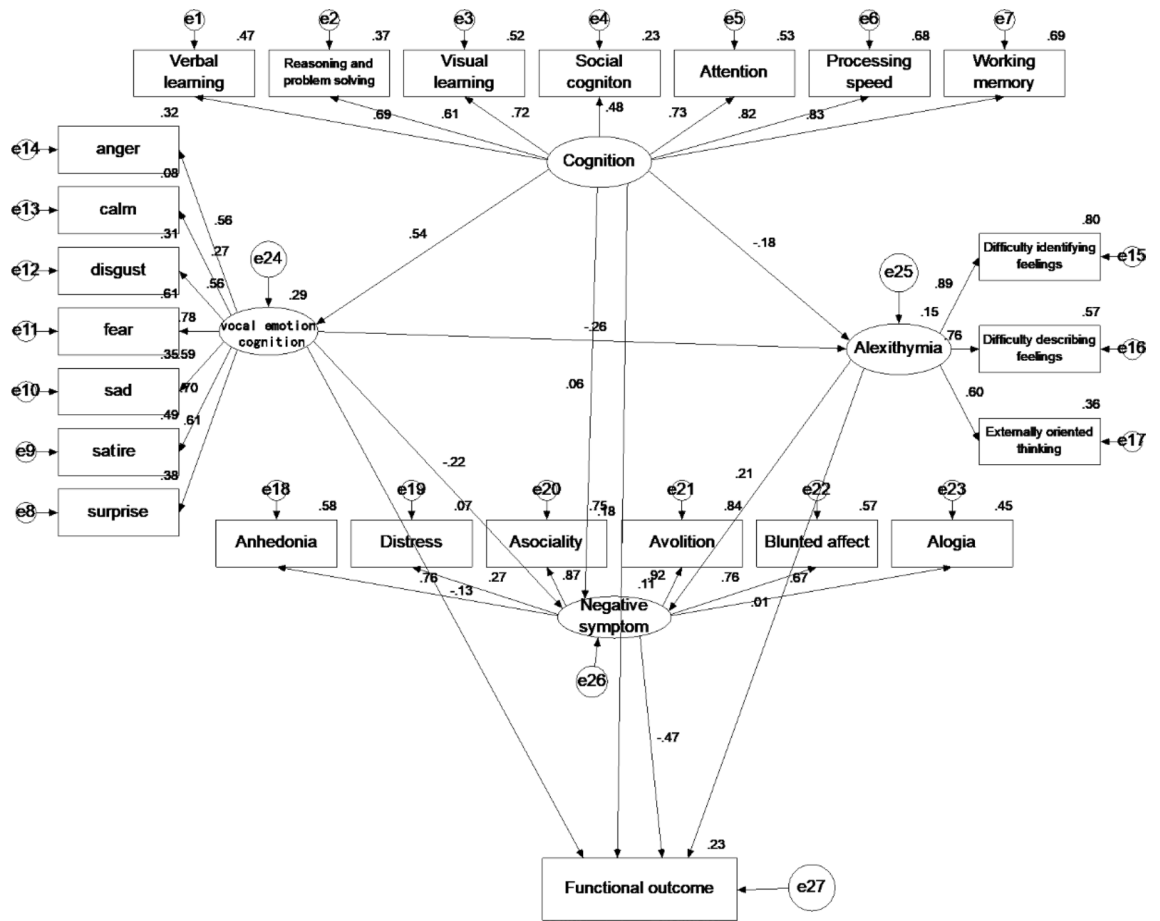 e1 e2 e3 e4 e5 e6 e7
.47 .37 .52 .23 .53 .68 .69
Verbal learning
Reasoning and problem solving
Visual learning
Social cogniton
Attention
Processing speed
Working memory
.69 .61 .72 .48 .73 .82 .83
Cognition
.32
e14 anger
.08
e13 calm
.31
e12 disgust
.61
e11 fear
.35
e10 sad
.49
e9 satire
.38
e8 surprise
.56
.27
.56
.78
.59
.70
.61
e24
.29
vocal emotion cognition
.54
-.18
-.26
.06
e25
.15
Alexithymia
.89
.76
.60
.80
Difficulty identifying feelings
e15
.57
Difficulty describing feelings
e16
.36
Externally oriented thinking
e17
-.22
.21
e18 e19 e20 e21 e22 e23
.58 .07 .75 .18 .84 .57 .45
Anhedonia
Distress
Asociality
Avolition
Blunted affect
Alogia
.76 .27 .87 .92 .76 .67
-.13 .11 .01
Negative symptom
e26
-.47
.23
Functional outcome
e27